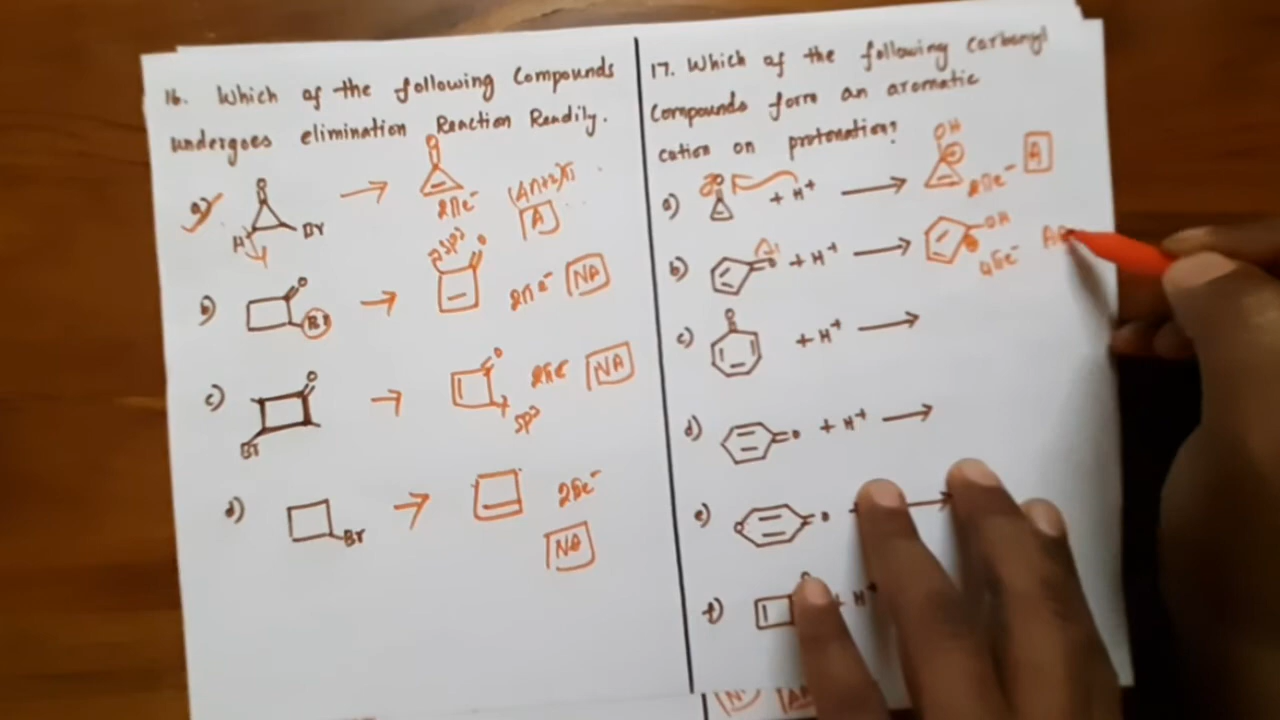 16. Which of the following Compounds
undergoes elimination Reaction Readily.
a) O H Br → O 2πe⁻ (4n+2)π A
b) O Br → sp³ O 2πe⁻ NA
c) O Br → O sp³ 2πe⁻ NA
d) Br → 2πe⁻ NA
17. Which of the following carbonyl
Compounds form an aromatic
cation on protonation?
a) O + H⁺ → OH ⊕ 2πe⁻ A
b) O + H⁺ → OH ⊕ 4πe⁻
c) O + H⁺ →
d) O + H⁺ →
e) O O →
f) + H⁺